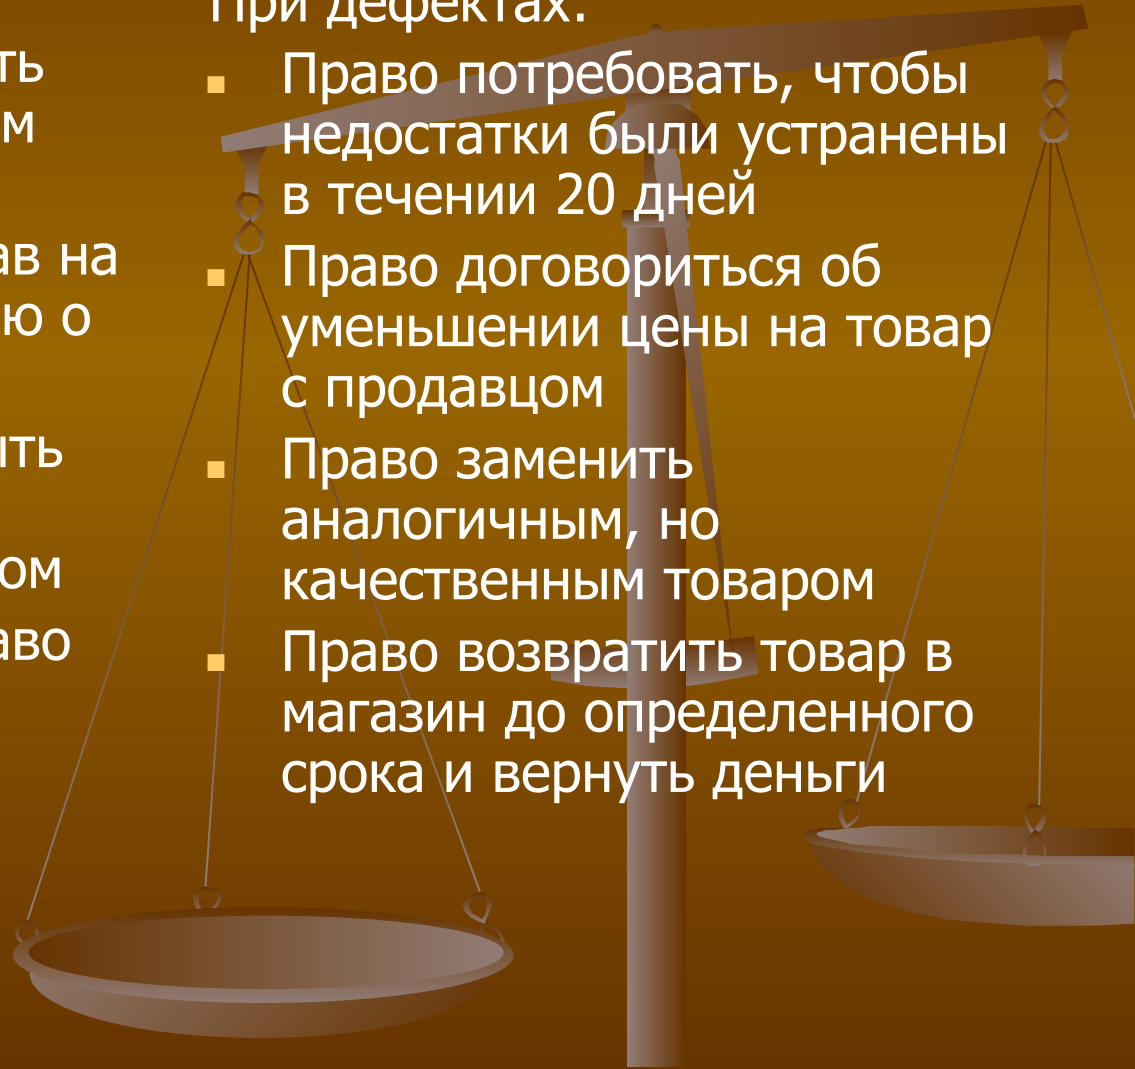 При дефектах:
Право потребовать, чтобы
недостатки были устранены
в течении 20 дней
Право договориться об
уменьшении цены на товар
с продавцом
Право заменить
аналогичным, но
качественным товаром
Право возвратить товар в
магазин до определенного
срока и вернуть деньги